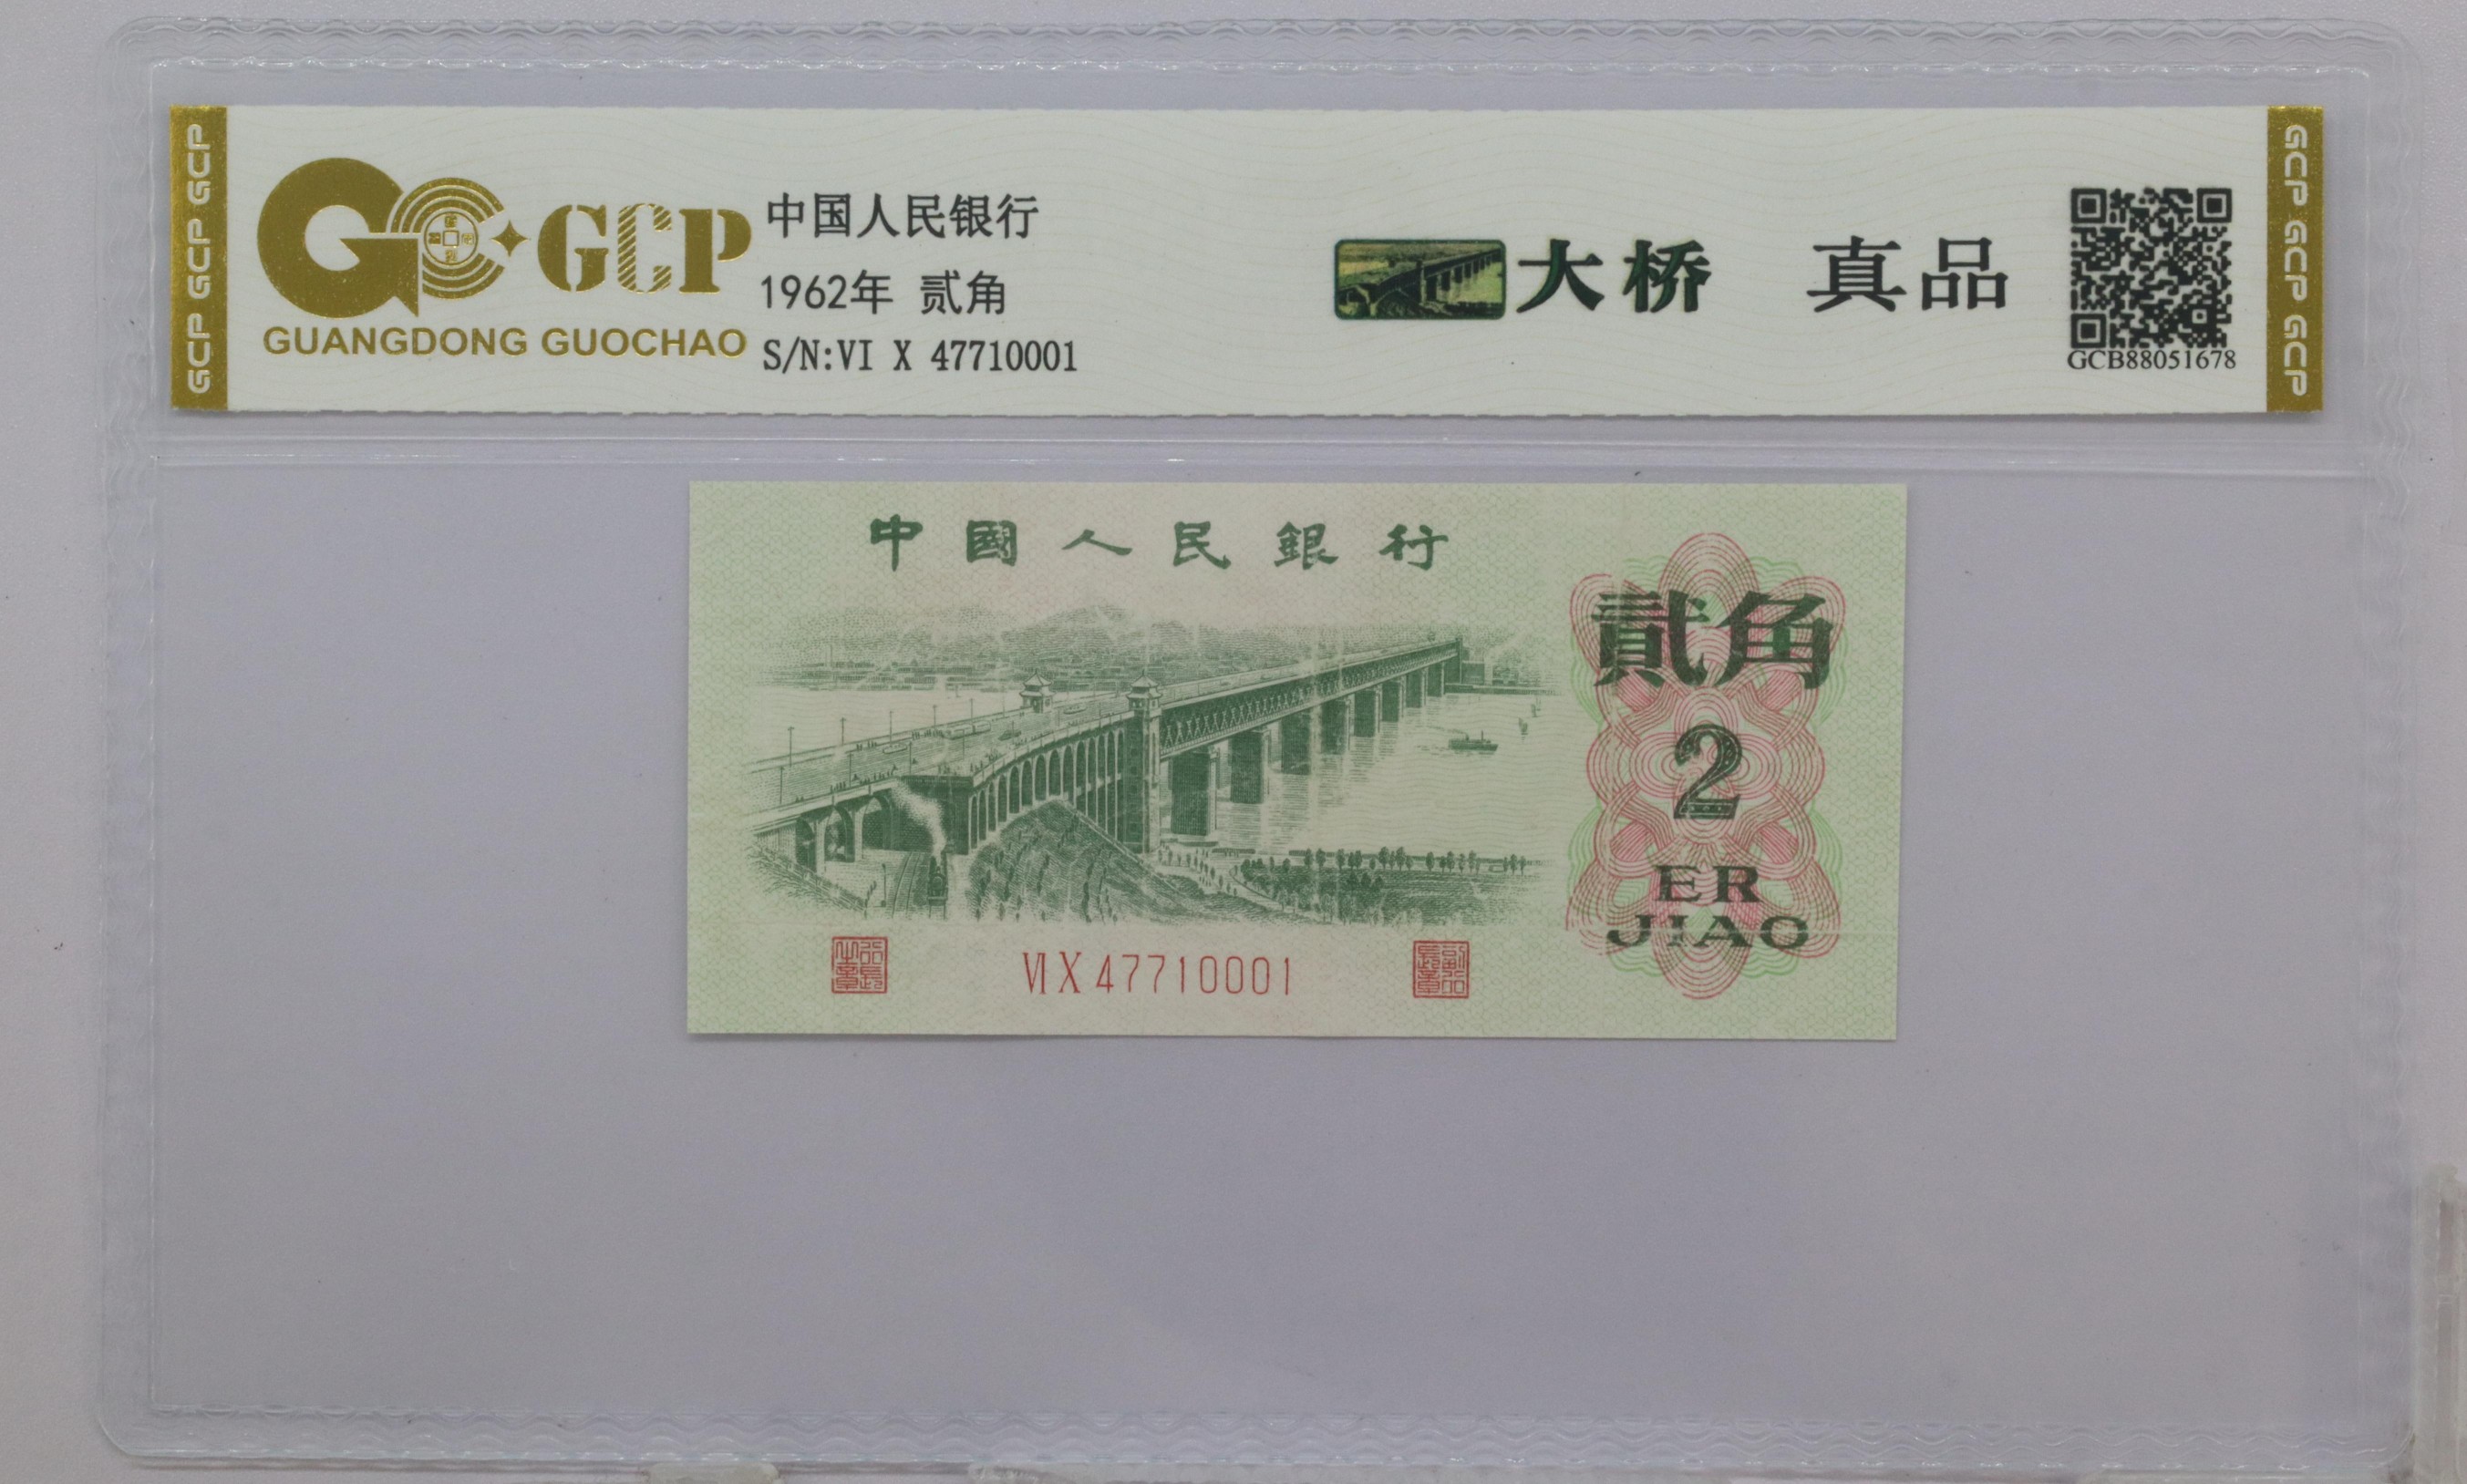 GCP GCP GCP
GCP
GUANGDONG GUOCHAO
中国人民银行
1962年 贰角
S/N:VI X 47710001
大桥 真品
GCB88051678
GCP GCP GCP
中國人民銀行
貳角
2
ER
JIAO
VI X 47710001